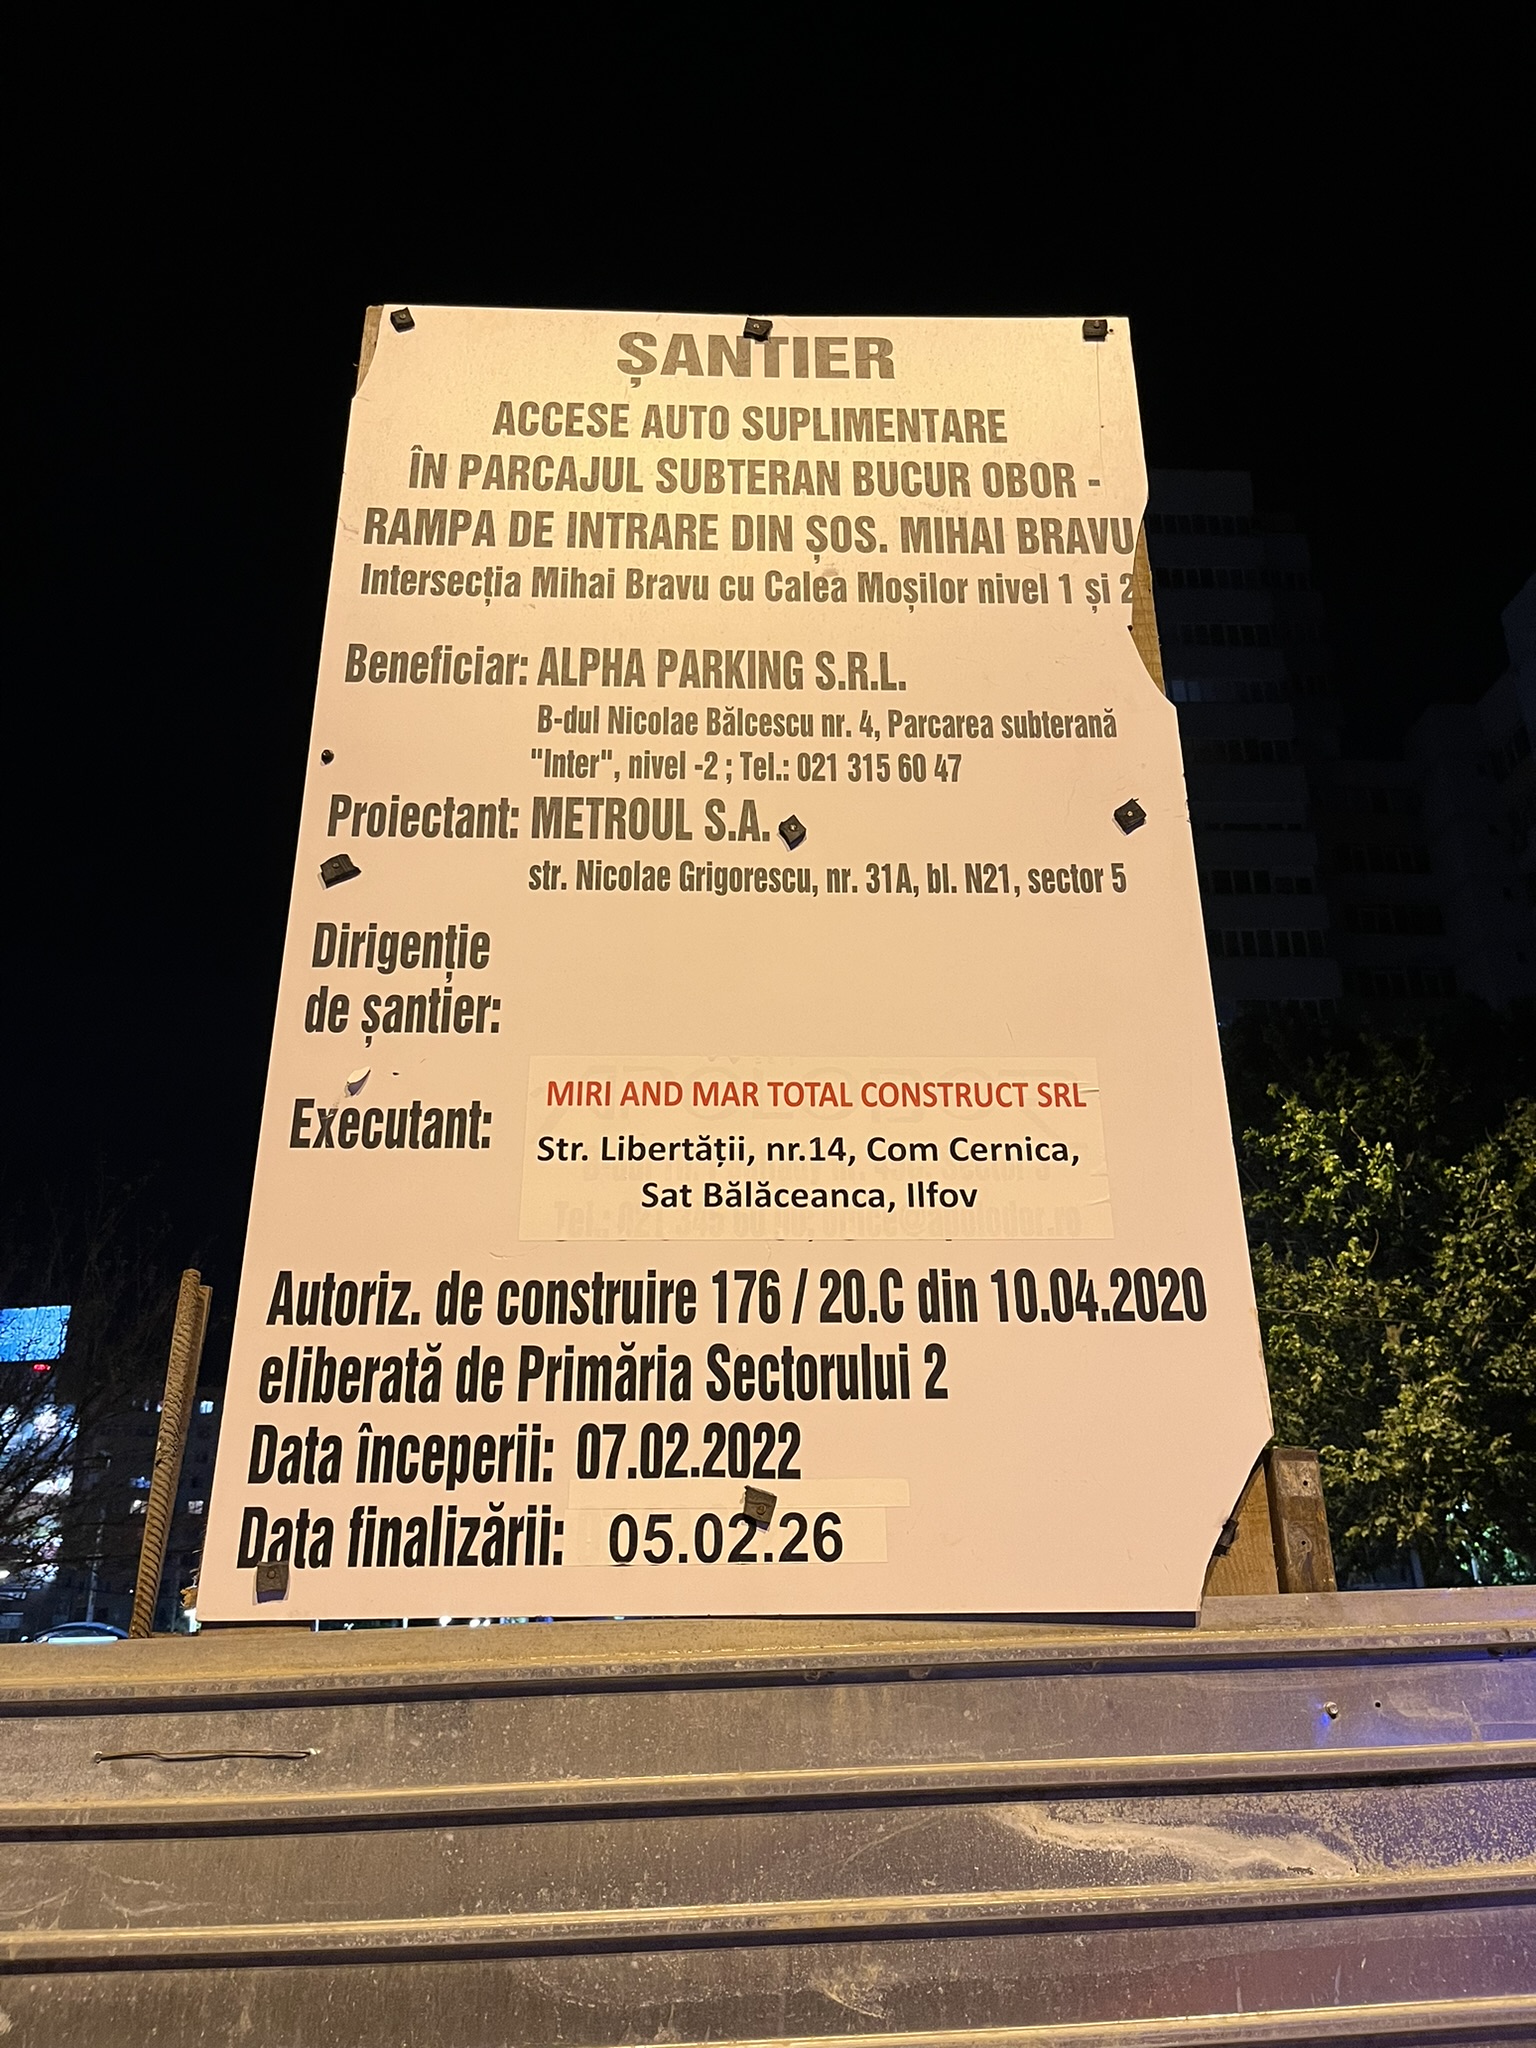 ȘANTIER
ACCESE AUTO SUPLIMENTARE
ÎN PARCAJUL SUBTERAN BUCUR OBOR -
RAMPA DE INTRARE DIN ȘOS. MIHAI BRAVU
Intersecția Mihai Bravu cu Calea Moșilor nivel 1 și 2
Beneficiar: ALPHA PARKING S.R.L.
B-dul Nicolae Bălcescu nr. 4, Parcarea subterană
"Inter", nivel -2 ; Tel.: 021 315 60 47
Proiectant: METROUL S.A.
str. Nicolae Grigorescu, nr. 31A, bl. N21, sector 5
Dirigenție
de șantier:
Executant:
MIRI AND MAR TOTAL CONSTRUCT SRL
Str. Libertății, nr.14, Com Cernica,
Sat Bălăceanca, Ilfov
Autoriz. de construire 176 / 20.C din 10.04.2020
eliberată de Primăria Sectorului 2
Data începerii: 07.02.2022
Data finalizării: 05.02.26